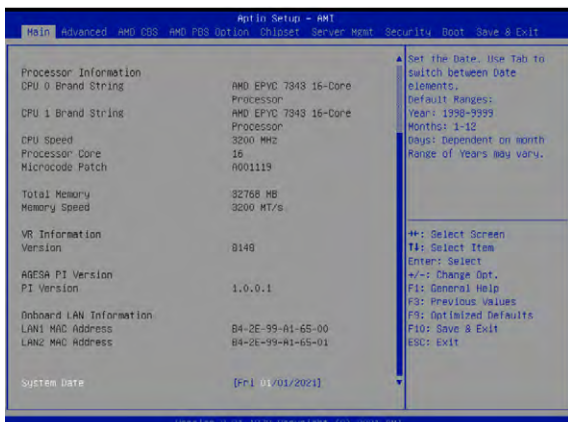 Aptio Setup - AMI
Main Advanced AMD CBS AMD PBS Option Chipset Server Mgmt Security Boot Save & Exit
Processor Information
CPU 0 Brand String AMD EPYC 7343 16-Core
Processor
CPU 1 Brand String AMD EPYC 7343 16-Core
Processor
CPU Speed 3200 MHz
Processor Core 16
Microcode Patch A001119
Total Memory 32768 MB
Memory Speed 3200 MT/s
VR Information
Version
AGESA PI Version
PI Version 1.0.0.1
Onboard LAN Information
LAN1 MAC Address B4-2E-99-A1-65-00
LAN2 MAC Address B4-2E-99-A1-65-01
System Date [Fri 01/01/2021]
Set the Date. Use Tab to
switch between Date
elements.
Default Ranges:
Year: 1998-9999
Months: 1-12
Days: Dependent on month
Range of Years may vary.
→←: Select Screen
↑↓: Select Item
Enter: Select
+/-: Change Opt.
F1: General Help
F3: Previous Values
F9: Optimized Defaults
F10: Save & Exit
ESC: Exit